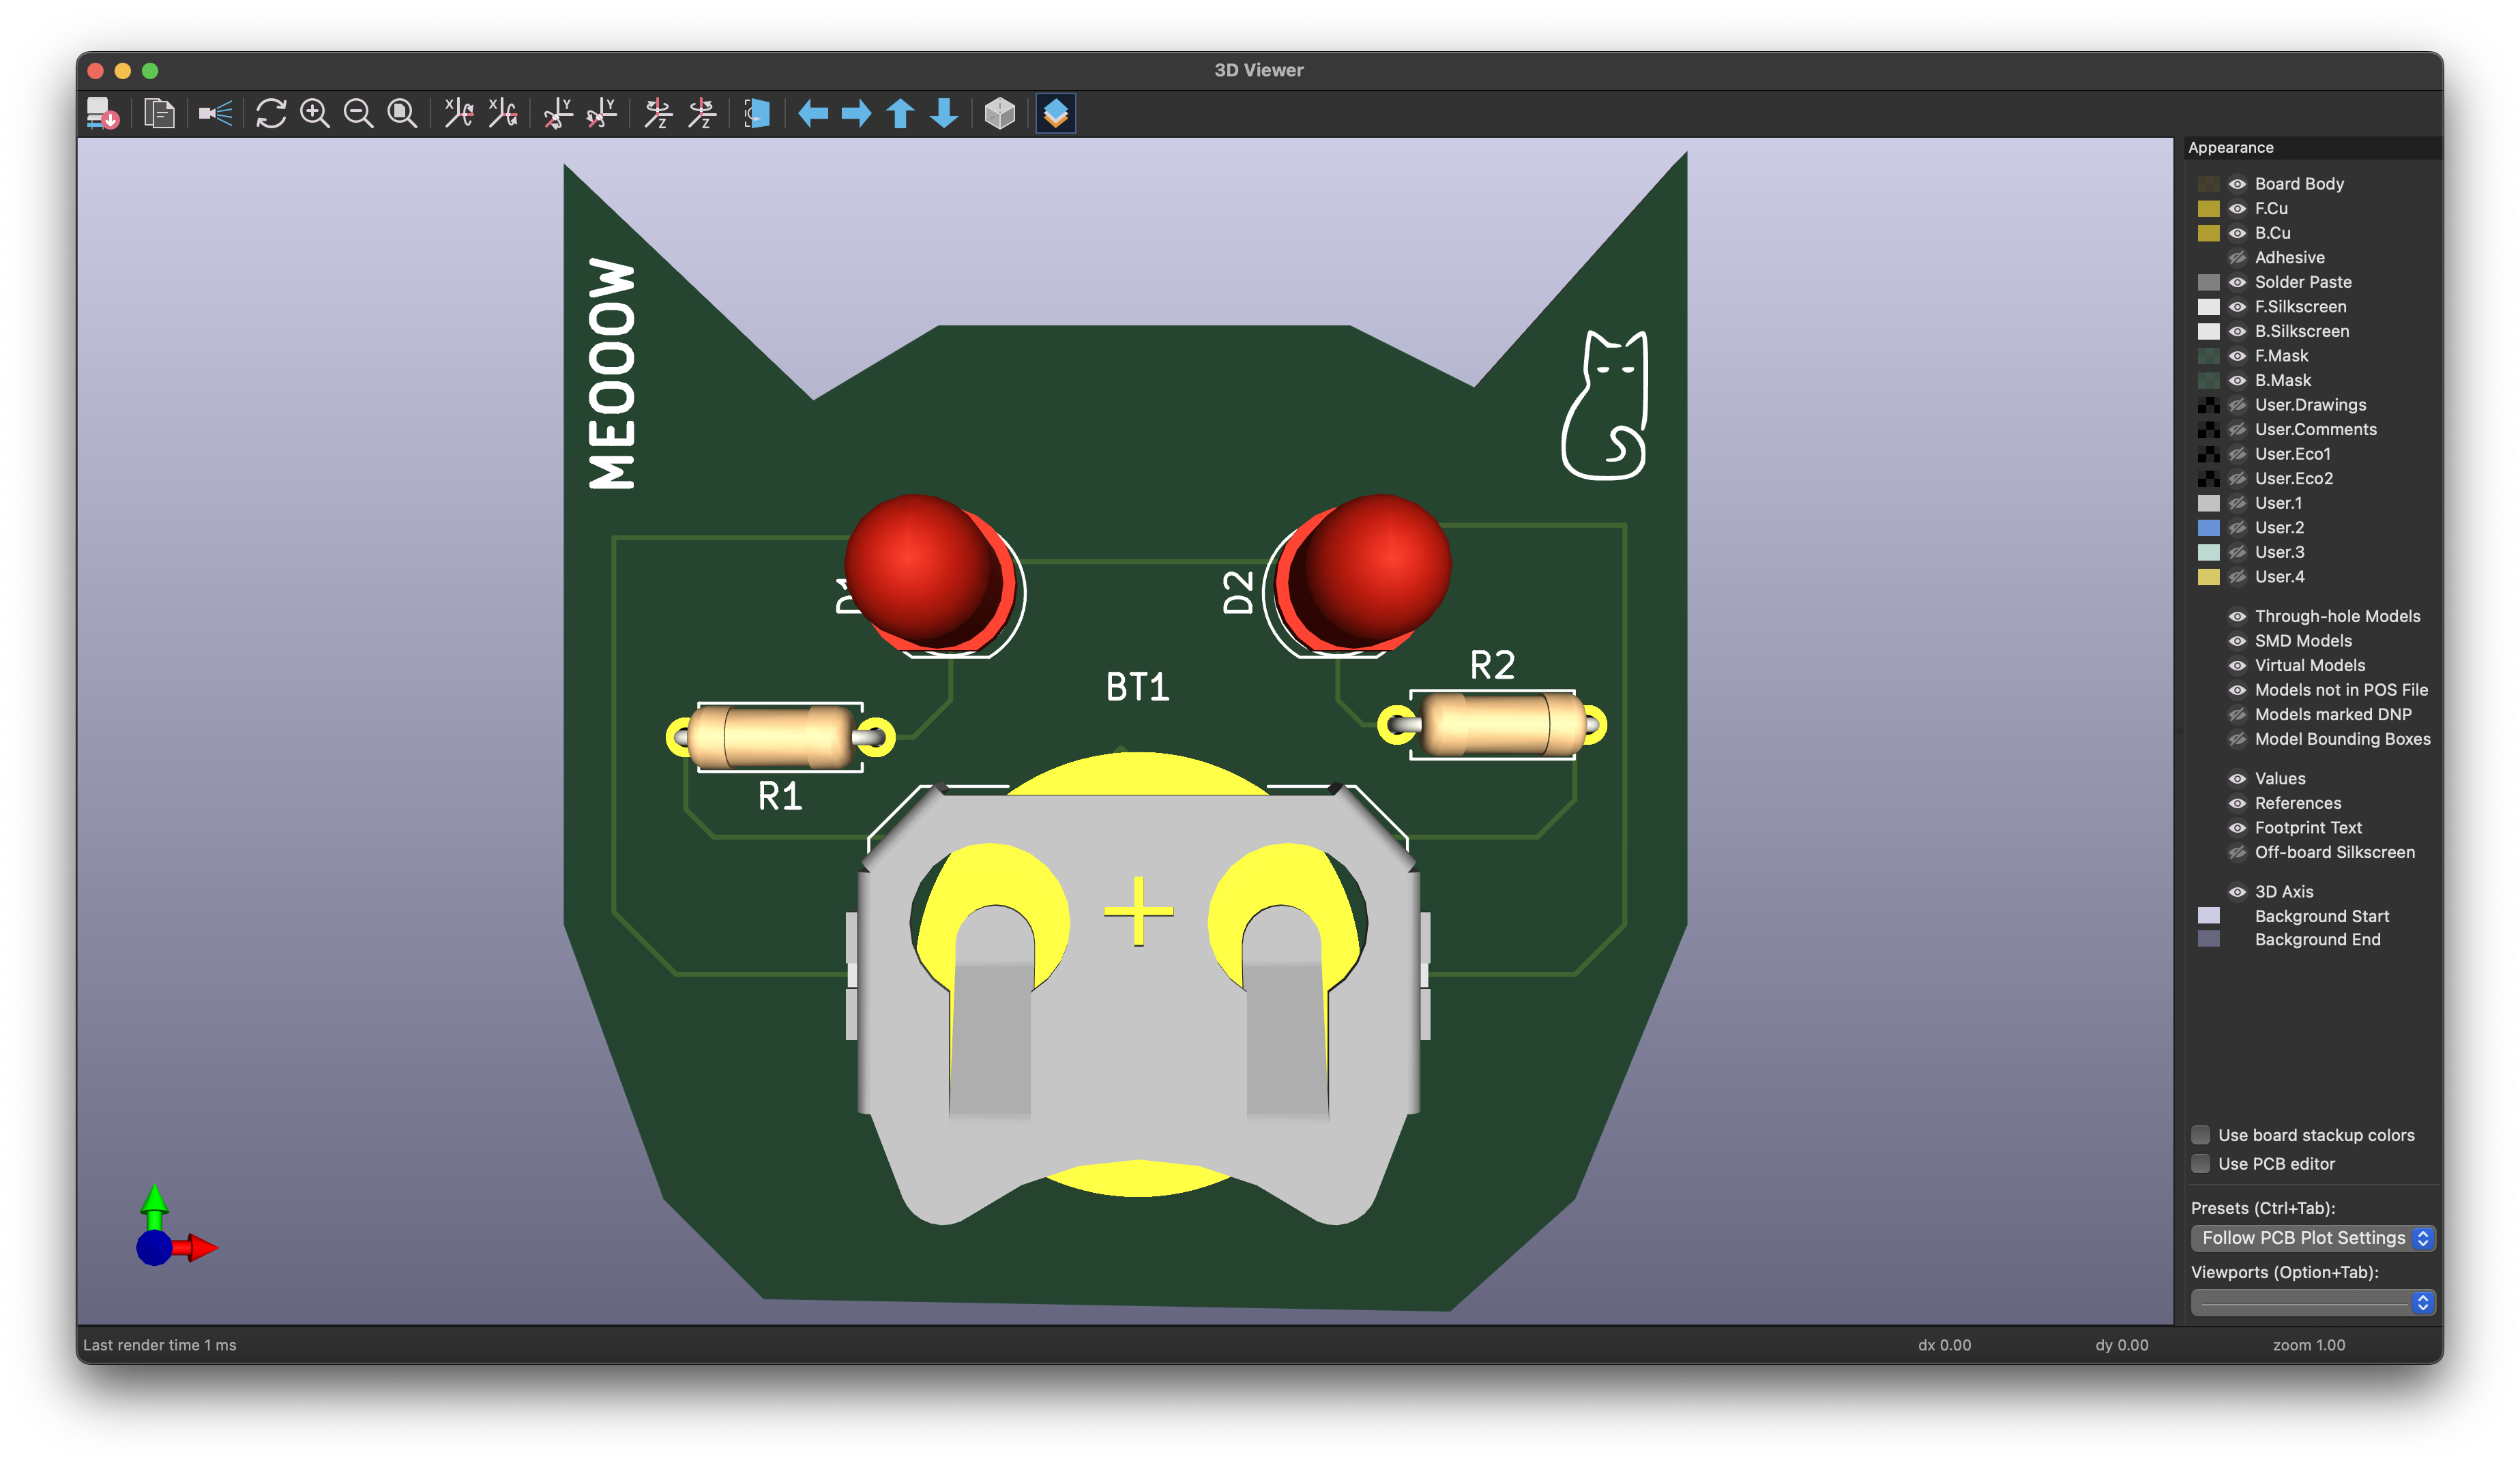 3D Viewer
X
X
Y
Y
Z
Z
Appearance
Board Body
F.Cu
B.Cu
Adhesive
Solder Paste
F.Silkscreen
B.Silkscreen
F.Mask
B.Mask
User.Drawings
User.Comments
User.Eco1
User.Eco2
User.1
User.2
User.3
User.4
Through-hole Models
SMD Models
Virtual Models
Models not in POS File
Models marked DNP
Model Bounding Boxes
Values
References
Footprint Text
Off-board Silkscreen
3D Axis
Background Start
Background End
Use board stackup colors
Use PCB editor
Presets (Ctrl+Tab):
Follow PCB Plot Settings
Viewports (Option+Tab):
MEOOOW
D1
D2
BT1
R2
R1
+
Last render time 1 ms
dx 0.00
dy 0.00
zoom 1.00